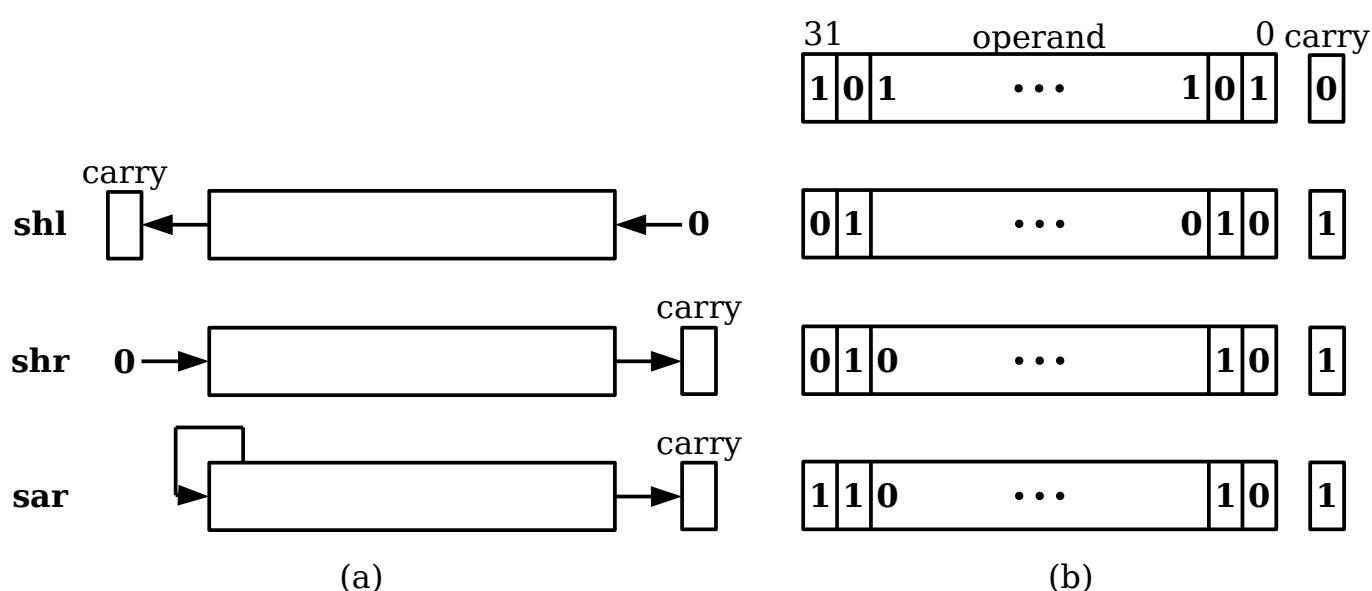 31 operand 0 carry
1 0 1 ... 1 0 1 0
carry
shl 0 0 1 ... 0 1 0 1
carry
shr 0 0 1 0 ... 1 0 1
carry
sar 1 1 0 ... 1 0 1
(a) (b)